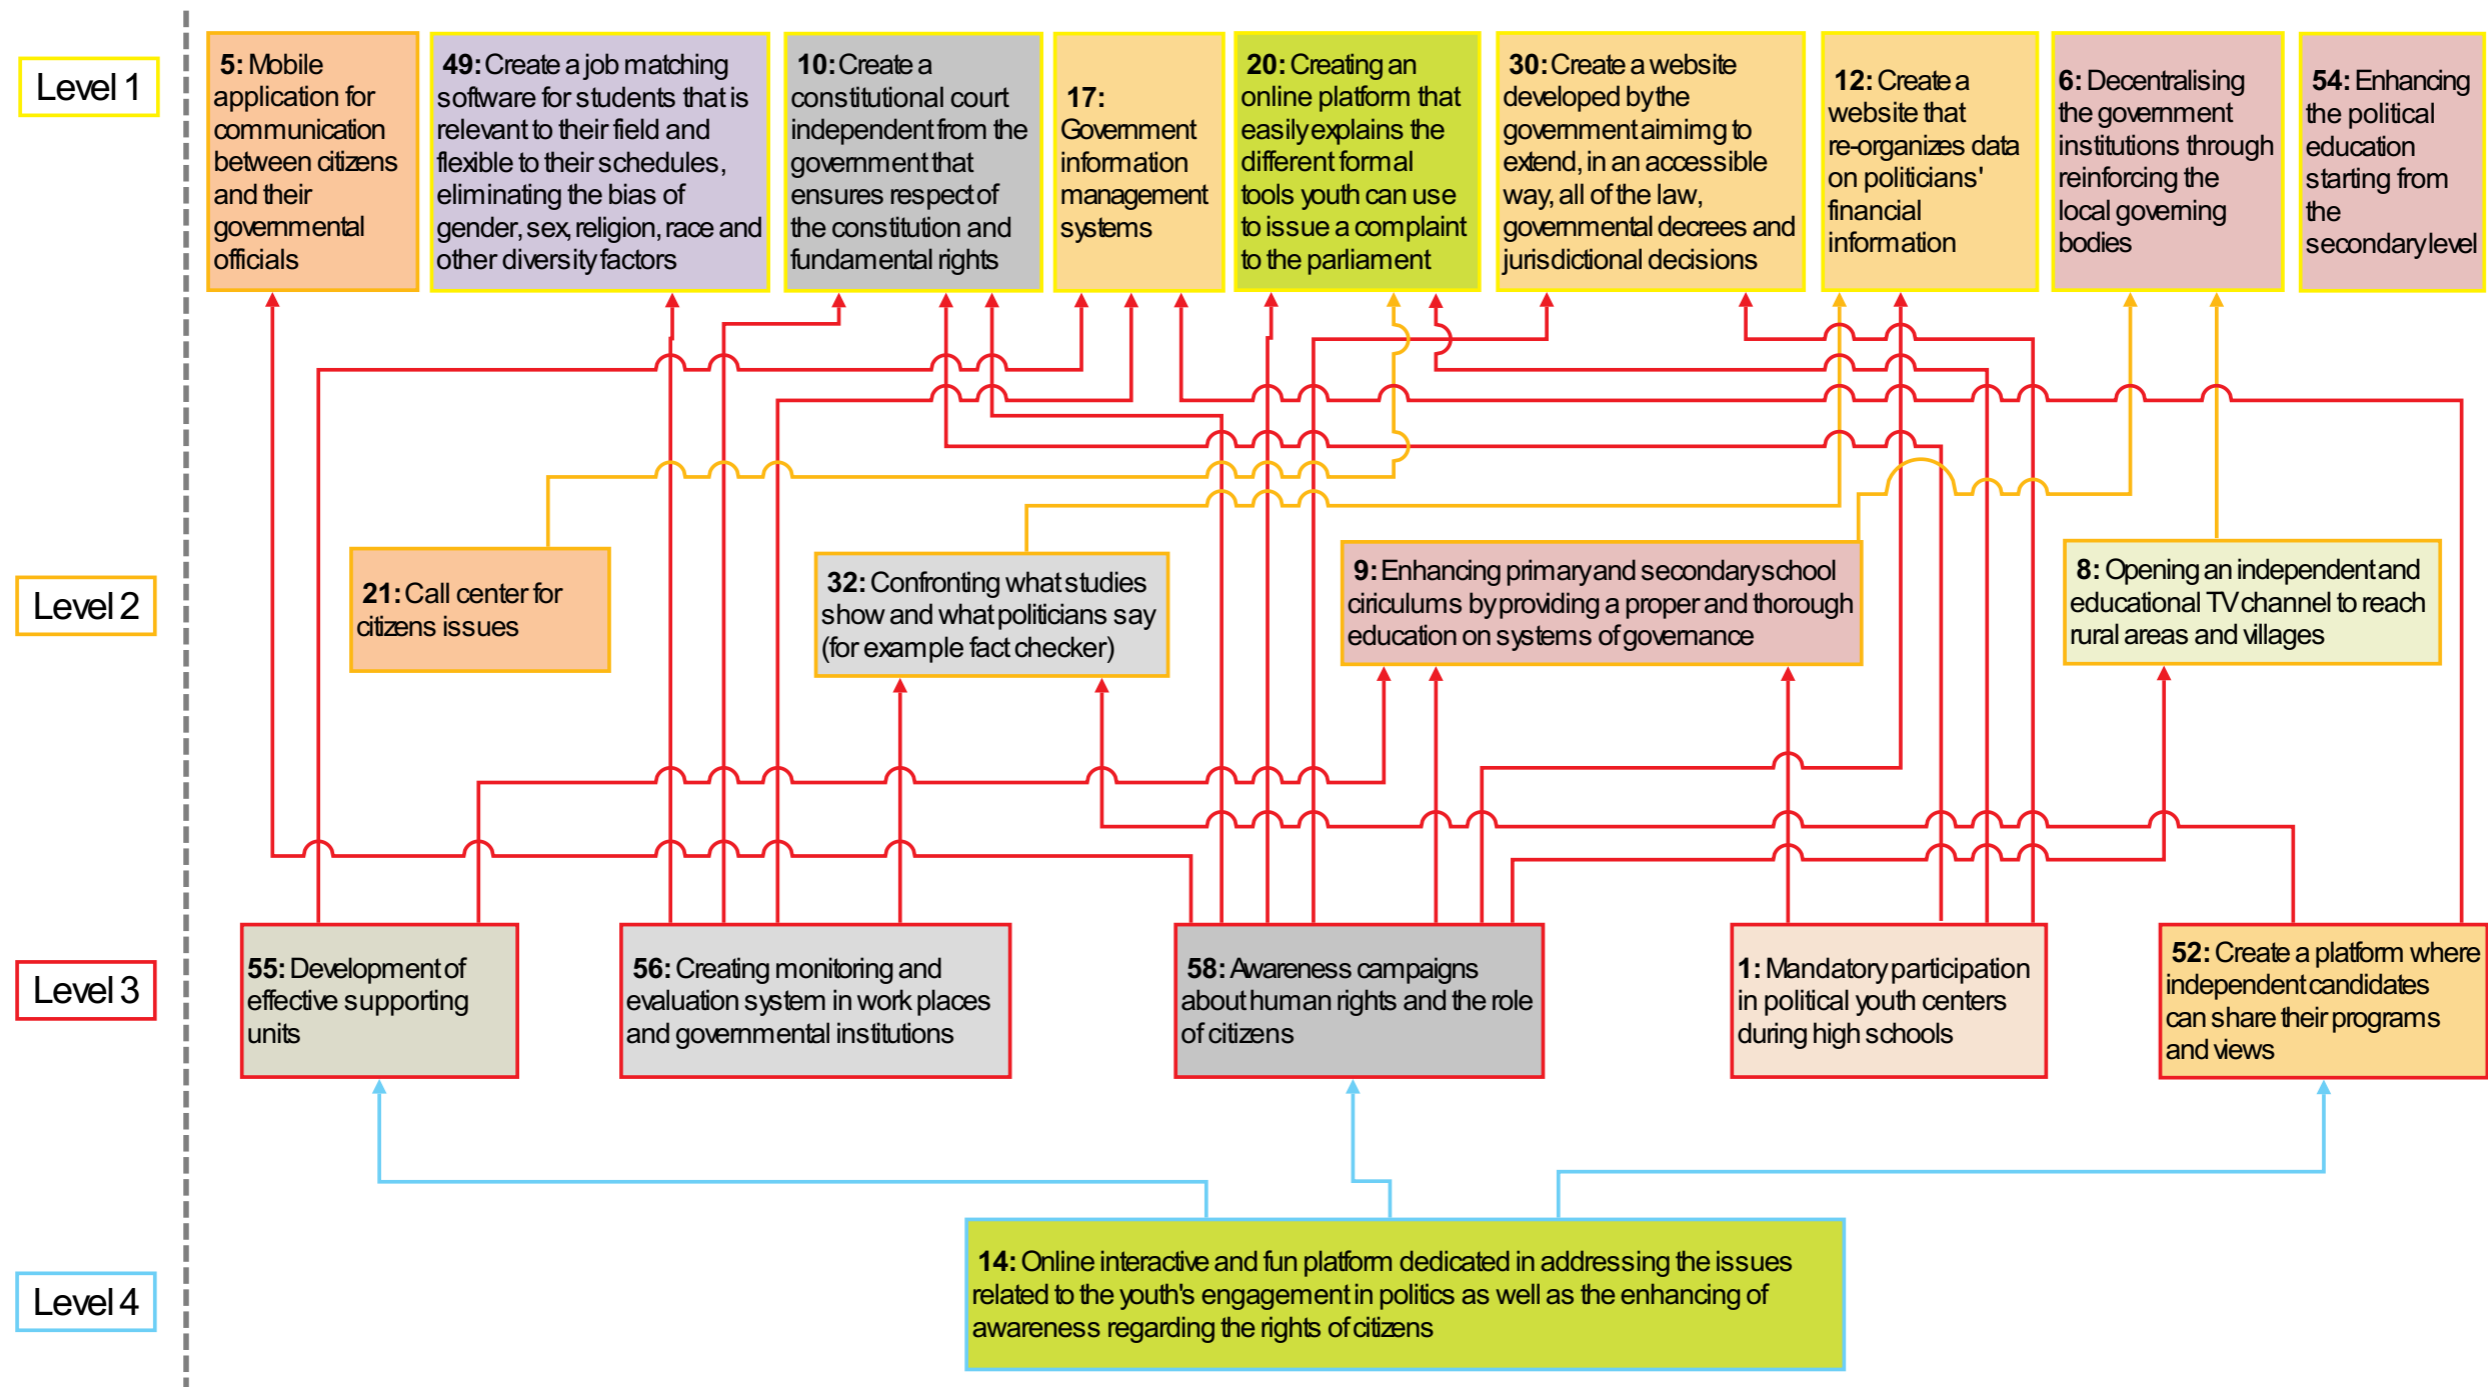 Level 1
5: Mobile
application for
communication
between citizens
and their
governmental
officials
49: Create a job matching
software for students that is
relevant to their field and
flexible to their schedules,
eliminating the bias of
gender, sex, religion, race and
other diversity factors
10: Create a
constitutional court
independent from the
government that
ensures respect of
the constitution and
fundamental rights
17:
Government
information
management
systems
20: Creating an
online platform that
easily explains the
different formal
tools youth can use
to issue a complaint
to the parliament
30: Create a website
developed by the
government aimimg to
extend, in an accessible
way, all of the law,
governmental decrees and
jurisdictional decisions
12: Create a
website that
re-organizes data
on politicians'
financial
information
6: Decentralising
the government
institutions through
reinforcing the
local governing
bodies
54: Enhancing
the political
education
starting from
the
secondary level
Level 2
21: Call center for
citizens issues
32: Confronting what studies
show and what politicians say
(for example fact checker)
9: Enhancing primary and secondary school
ciriculums by providing a proper and thorough
education on systems of governance
8: Opening an independent and
educational TV channel to reach
rural areas and villages
Level 3
55: Development of
effective supporting
units
56: Creating monitoring and
evaluation system in work places
and governmental institutions
58: Awareness campaigns
about human rights and the role
of citizens
1: Mandatory participation
in political youth centers
during high schools
52: Create a platform where
independent candidates
can share their programs
and views
Level 4
14: Online interactive and fun platform dedicated in addressing the issues
related to the youth's engagement in politics as well as the enhancing of
awareness regarding the rights of citizens